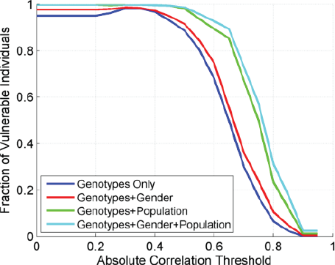 Fraction of Vulnerable Individuals
1
0.8
0.6
0.4
0.2
0
Genotypes Only
Genotypes+Gender
Genotypes+Population
Genotypes+Gender+Population
0 0.2 0.4 0.6 0.8 1
Absolute Correlation Threshold